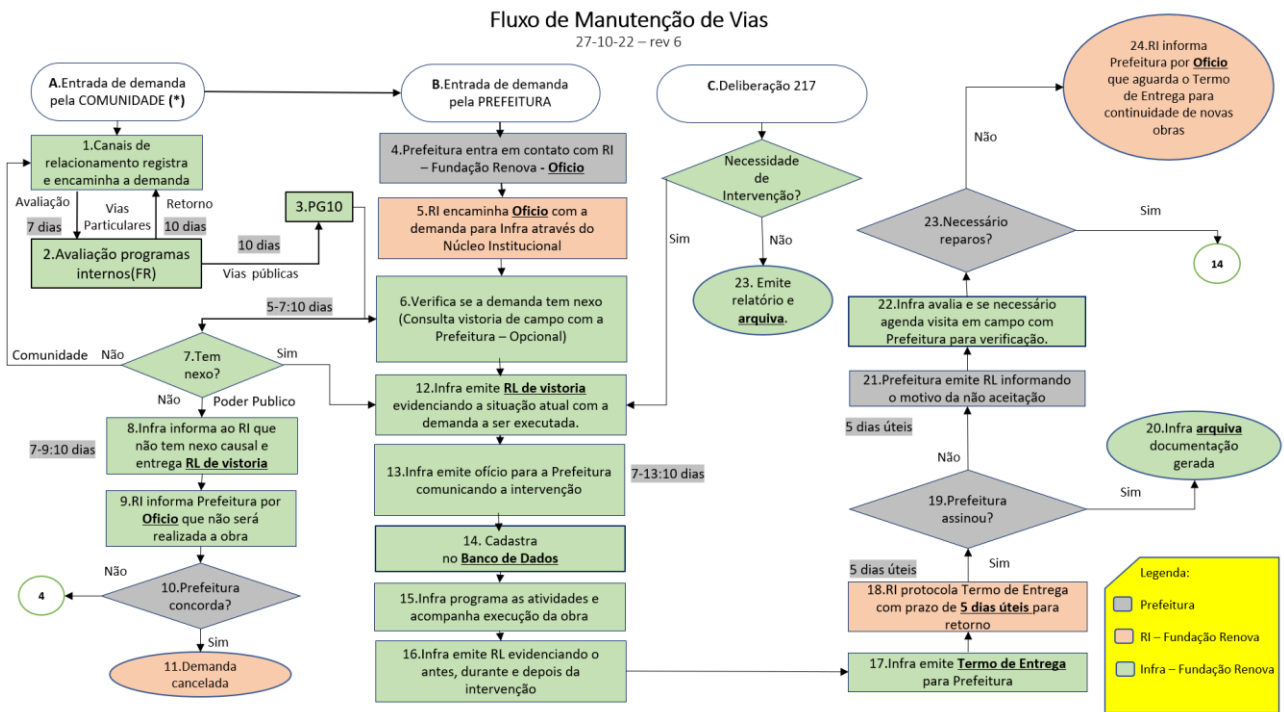 Fluxo de Manutenção de Vias
27-10-22 – rev 6
A.Entrada de demanda
pela COMUNIDADE (*)
1.Canais de
relacionamento registra
e encaminha a demanda
Avaliação
7 dias
Vias
Particulares
Retorno
10 dias
2.Avaliação programas
internos(FR)
10 dias
Vias públicas
3.PG10
B.Entrada de demanda
pela PREFEITURA
4.Prefeitura entra em contato com RI
– Fundação Renova - Oficio
5.RI encaminha Oficio com a
demanda para Infra através do
Núcleo Institucional
6.Verifica se a demanda tem nexo
(Consulta vistoria de campo com a
Prefeitura – Opcional)
5-7:10 dias
7.Tem
nexo?
Comunidade
Não
Sim
Não
Poder Publico
8.Infra informa ao RI que
não tem nexo causal e
entrega RL de vistoria
7-9:10 dias
9.RI informa Prefeitura por
Oficio que não será
realizada a obra
10.Prefeitura
concorda?
Não
4
Sim
11.Demanda
cancelada
12.Infra emite RL de vistoria
evidenciando a situação atual com a
demanda a ser executada.
13.Infra emite ofício para a Prefeitura
comunicando a intervenção
7-13:10 dias
14. Cadastra
no Banco de Dados
15.Infra programa as atividades e
acompanha execução da obra
16.Infra emite RL evidenciando o
antes, durante e depois da
intervenção
C.Deliberação 217
Necessidade
de
Intervenção?
Sim
Não
23. Emite
relatório e
arquiva.
17.Infra emite Termo de Entrega
para Prefeitura
18.RI protocola Termo de Entrega
com prazo de 5 dias úteis para
retorno
5 dias úteis
Sim
19.Prefeitura
assinou?
Sim
20.Infra arquiva
documentação
gerada
Não
5 dias úteis
21.Prefeitura emite RL informando
o motivo da não aceitação
22.Infra avalia e se necessário
agenda visita em campo com
Prefeitura para verificação.
23.Necessário
reparos?
Sim
14
Não
24.RI informa
Prefeitura por Oficio
que aguarda o Termo
de Entrega para
continuidade de novas
obras
Legenda:
Prefeitura
RI – Fundação Renova
Infra – Fundação Renova